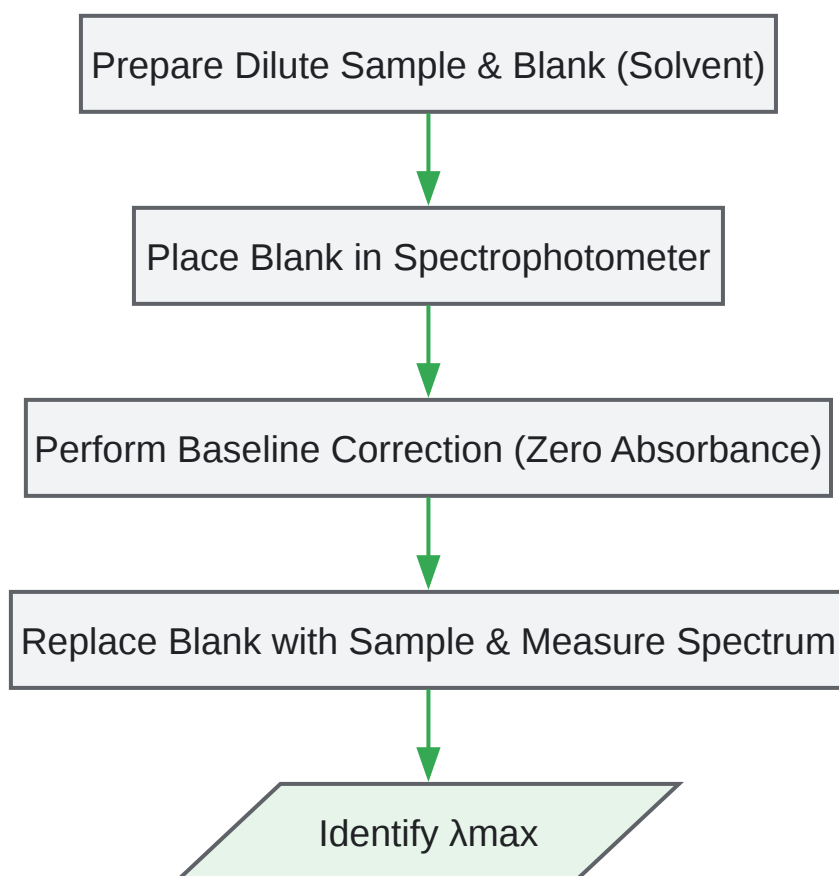 Prepare Dilute Sample & Blank (Solvent)
Place Blank in Spectrophotometer
Perform Baseline Correction (Zero Absorbance)
Replace Blank with Sample & Measure Spectrum
Identify λmax